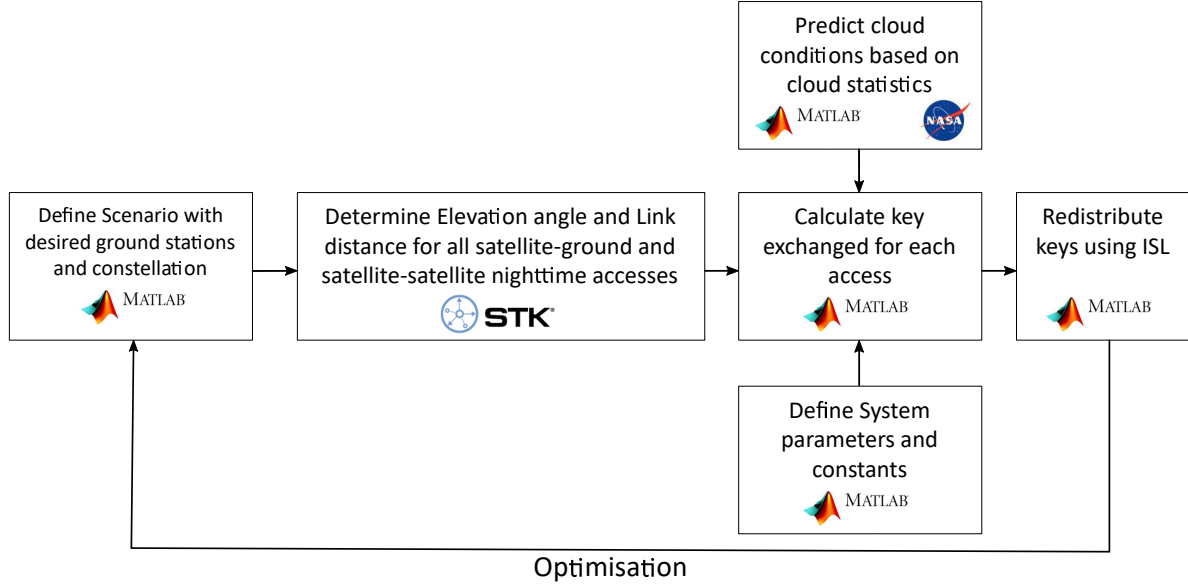 Predict cloud
conditions based on
cloud statistics
MATLAB
NASA
Define Scenario with
desired ground stations
and constellation
MATLAB
Determine Elevation angle and Link
distance for all satellite-ground and
satellite-satellite nighttime accesses
STK
Calculate key
exchanged for each
access
MATLAB
Redistribute
keys using ISL
MATLAB
Define System
parameters and
constants
MATLAB
Optimisation